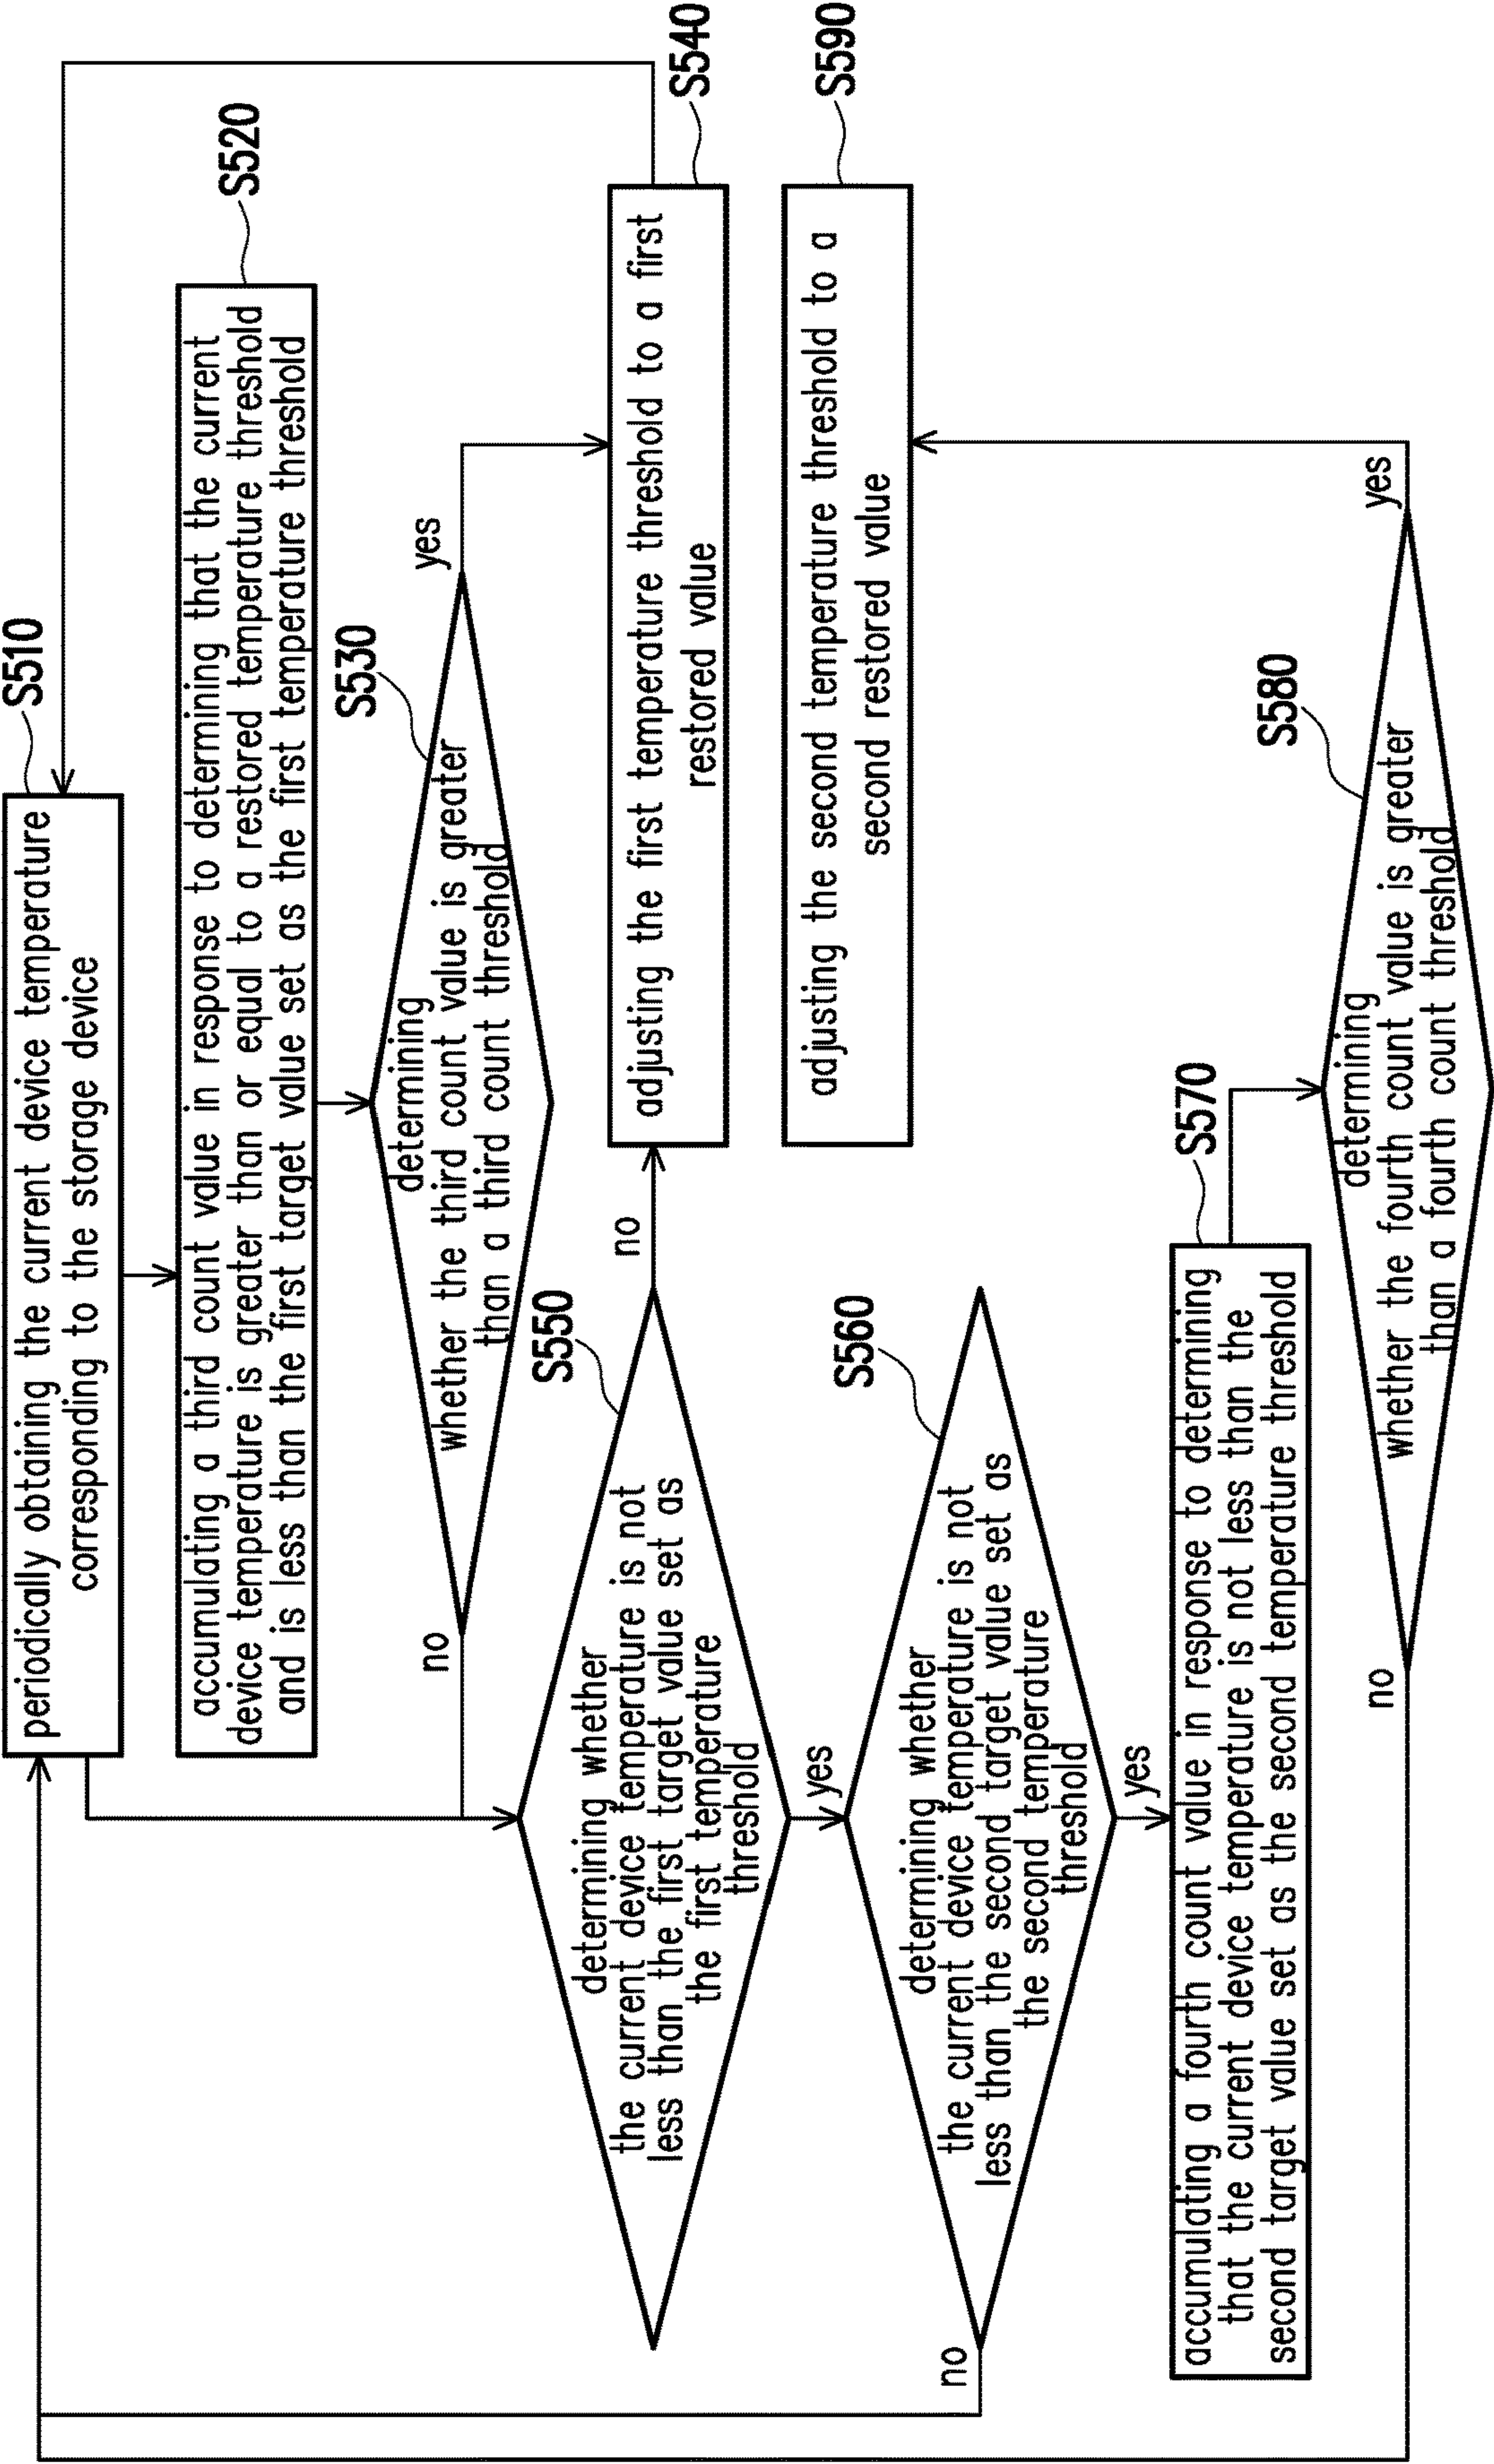 S510
periodically obtaining the current device temperature
corresponding to the storage device
S520
accumulating a third count value in response to determining that the current
device temperature is greater than or equal to a restored temperature threshold
and is less than the first target value set as the first temperature threshold
S530
determining
whether the third count value is greater
than a third count threshold
yes
no
S540
adjusting the first temperature threshold to a first
restored value
S550
determining whether
the current device temperature is not
less than the first target value set as
the first temperature
threshold
no
yes
S560
determining whether
the current device temperature is not
less than the second target value set as
the second temperature
threshold
no
yes
S570
accumulating a fourth count value in response to determining
that the current device temperature is not less than the
second target value set as the second temperature threshold
S580
determining
whether the fourth count value is greater
than a fourth count threshold
yes
no
S590
adjusting the second temperature threshold to a
second restored value